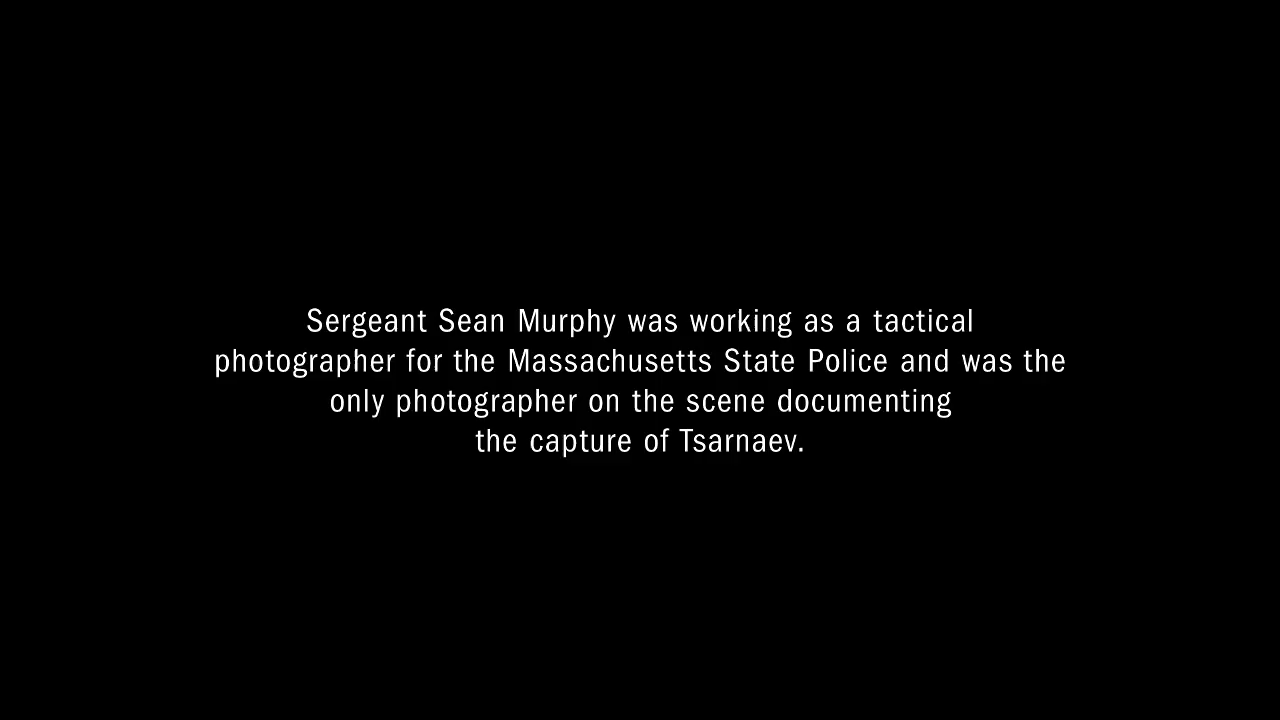 Sergeant Sean Murphy was working as a tactical
photographer for the Massachusetts State Police and was the
only photographer on the scene documenting
the capture of Tsarnaev.